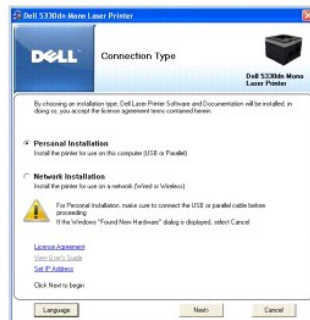 Dell 5330dn Mono Laser Printer
DELL
Connection Type
Dell 5330dn Mono
Laser Printer
By choosing an installation type, Dell Laser Printer Software and Documentation will be installed. in
doing so, you accept the license agreement terms contained herein.
Personal Installation
Install the printer for use on this computer (USB or Parallel)
Network Installation
Install the printer for use on a network (Wired or Wireless)
For Personal Installation, make sure to connect the USB or parallel cable before
proceeding
If the Windows "Found New Hardware" dialog is displayed, select Cancel
License Agreement
View User's Guide
Set IP Address
Click Next to begin
Language
Next>
Cancel